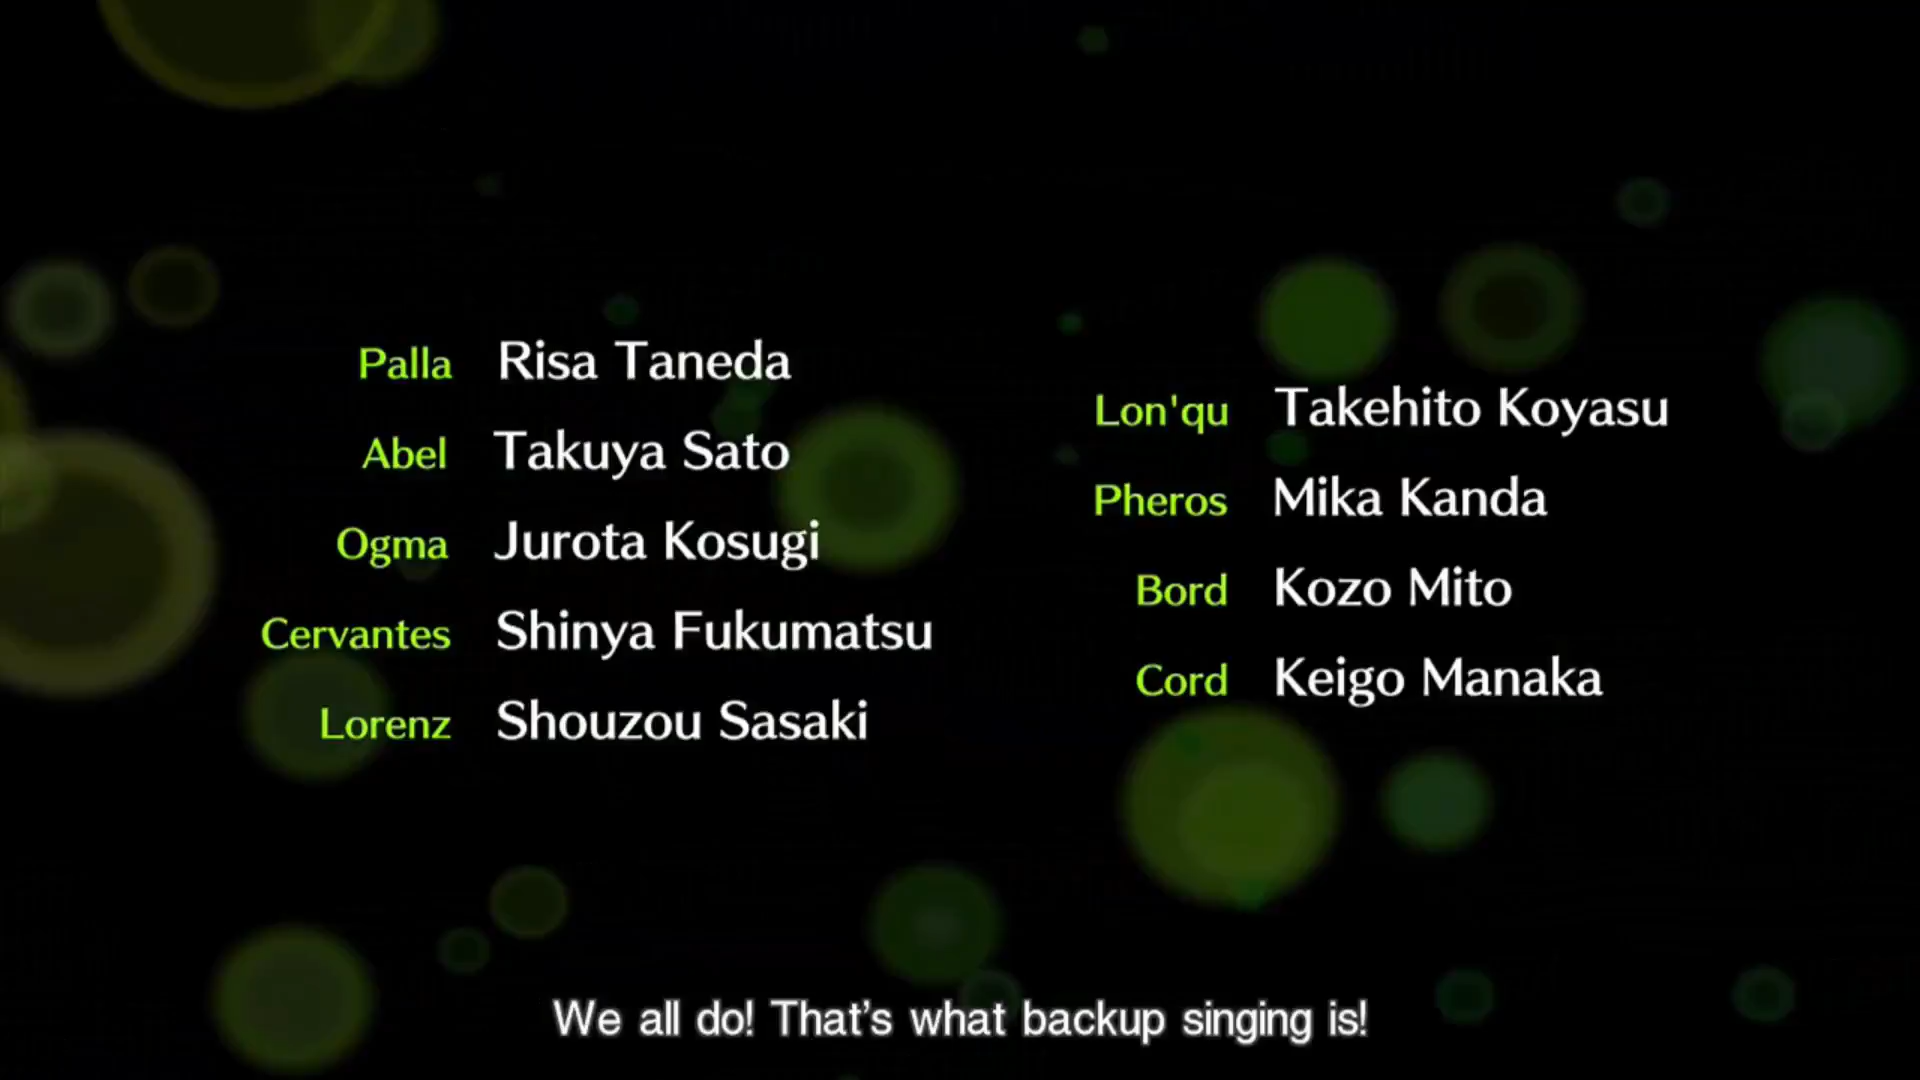 Palla Risa Taneda
Abel Takuya Sato
Ogma Jurota Kosugi
Cervantes Shinya Fukumatsu
Lorenz Shouzou Sasaki
Lon'qu Takehito Koyasu
Pheros Mika Kanda
Bord Kozo Mito
Cord Keigo Manaka
We all do! That's what backup singing is!